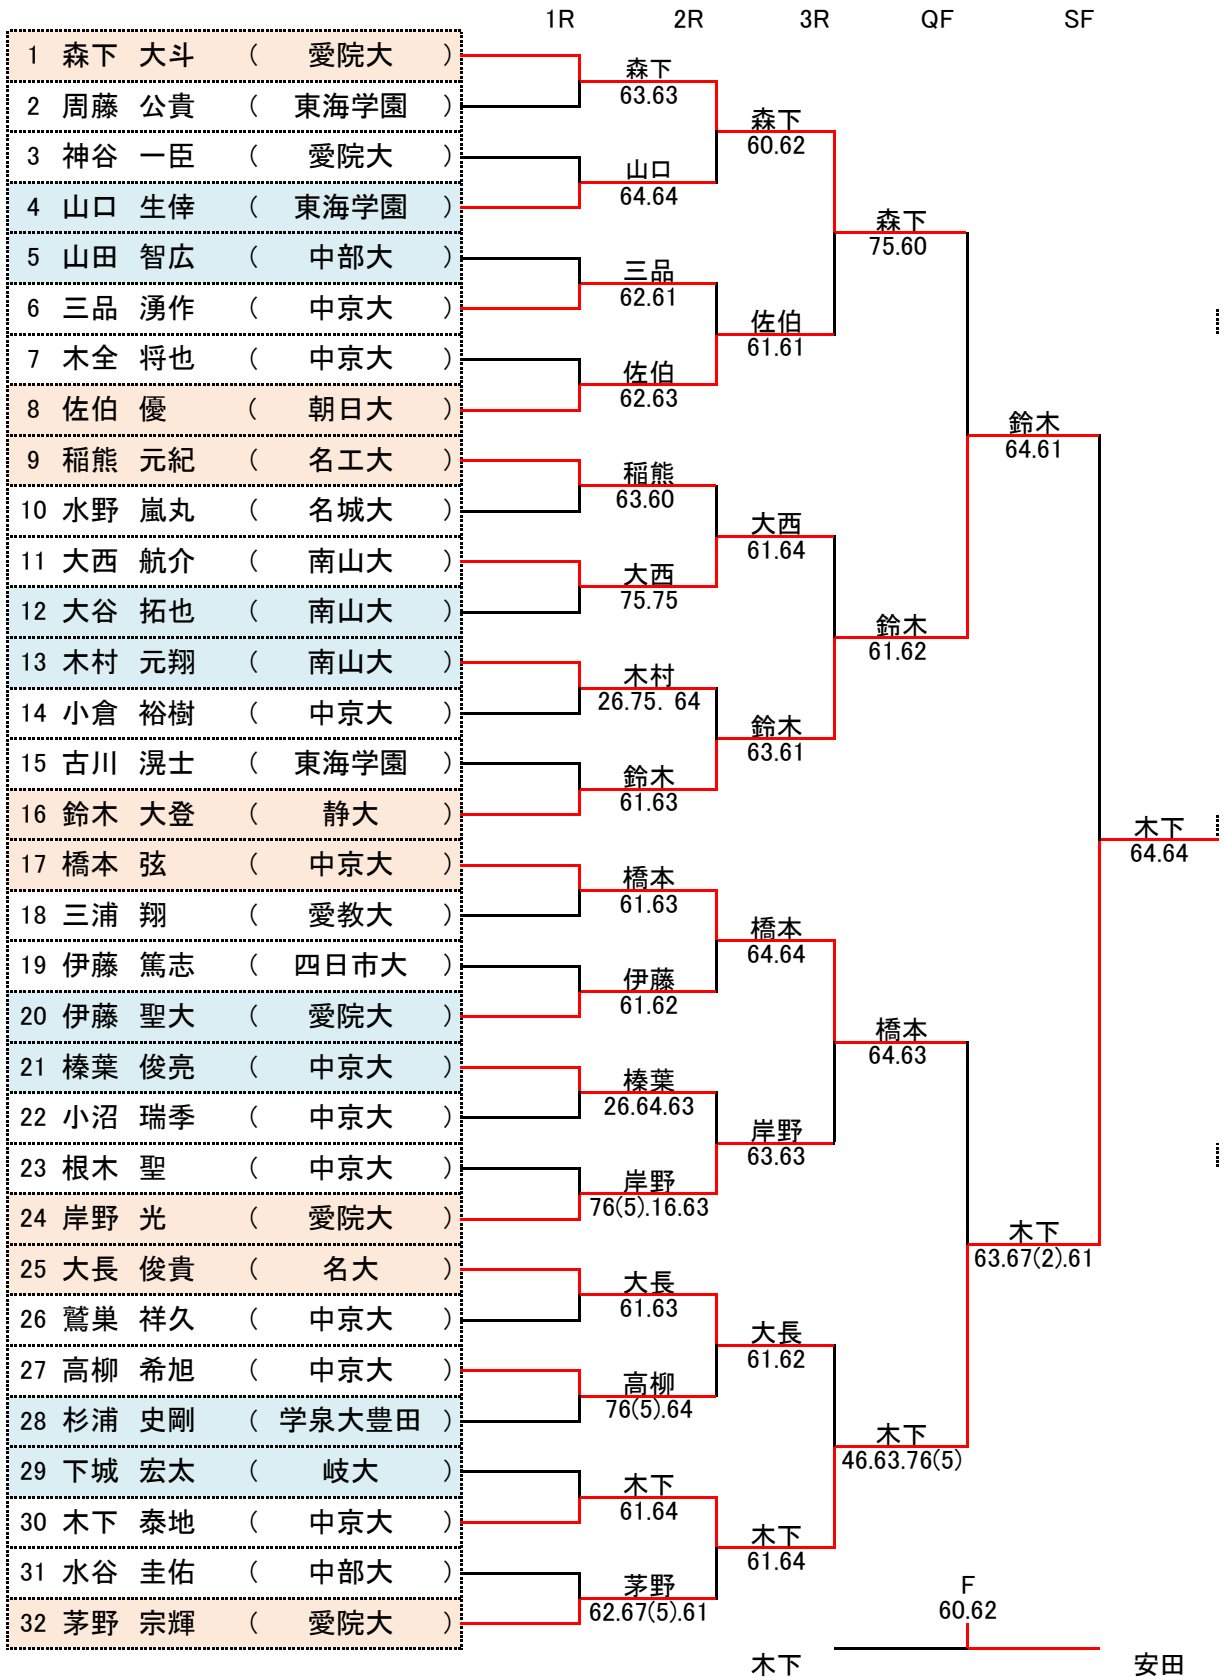 1R 2R 3R QF SF
1 森下 大斗 ( 愛院大 )
森下
63.63
2 周藤 公貴 ( 東海学園 )
森下
60.62
3 神谷 一臣 ( 愛院大 )
山口
64.64
4 山口 生倖 ( 東海学園 )
森下
75.60
5 山田 智広 ( 中部大 )
三品
62.61
6 三品 湧作 ( 中京大 )
佐伯
61.61
7 木全 将也 ( 中京大 )
佐伯
62.63
8 佐伯 優 ( 朝日大 )
鈴木
64.61
9 稲熊 元紀 ( 名工大 )
稲熊
63.60
10 水野 嵐丸 ( 名城大 )
大西
61.64
11 大西 航介 ( 南山大 )
大西
75.75
12 大谷 拓也 ( 南山大 )
鈴木
61.62
13 木村 元翔 ( 南山大 )
木村
26.75. 64
14 小倉 裕樹 ( 中京大 )
鈴木
63.61
15 古川 滉士 ( 東海学園 )
鈴木
61.63
16 鈴木 大登 ( 静大 )
木下
64.64
17 橋本 弦 ( 中京大 )
橋本
61.63
18 三浦 翔 ( 愛教大 )
橋本
64.64
19 伊藤 篤志 ( 四日市大 )
伊藤
61.62
20 伊藤 聖大 ( 愛院大 )
橋本
64.63
21 榛葉 俊亮 ( 中京大 )
榛葉
26.64.63
22 小沼 瑞季 ( 中京大 )
岸野
63.63
23 根木 聖 ( 中京大 )
岸野
76(5).16.63
24 岸野 光 ( 愛院大 )
木下
63.67(2).61
25 大長 俊貴 ( 名大 )
大長
61.63
26 鷲巣 祥久 ( 中京大 )
大長
61.62
27 高柳 希旭 ( 中京大 )
高柳
76(5).64
28 杉浦 史剛 ( 学泉大豊田 )
木下
46.63.76(5)
29 下城 宏太 ( 岐大 )
木下
61.64
30 木下 泰地 ( 中京大 )
木下
61.64
31 水谷 圭佑 ( 中部大 )
茅野
62.67(5).61
32 茅野 宗輝 ( 愛院大 )
F
60.62
木下 安田